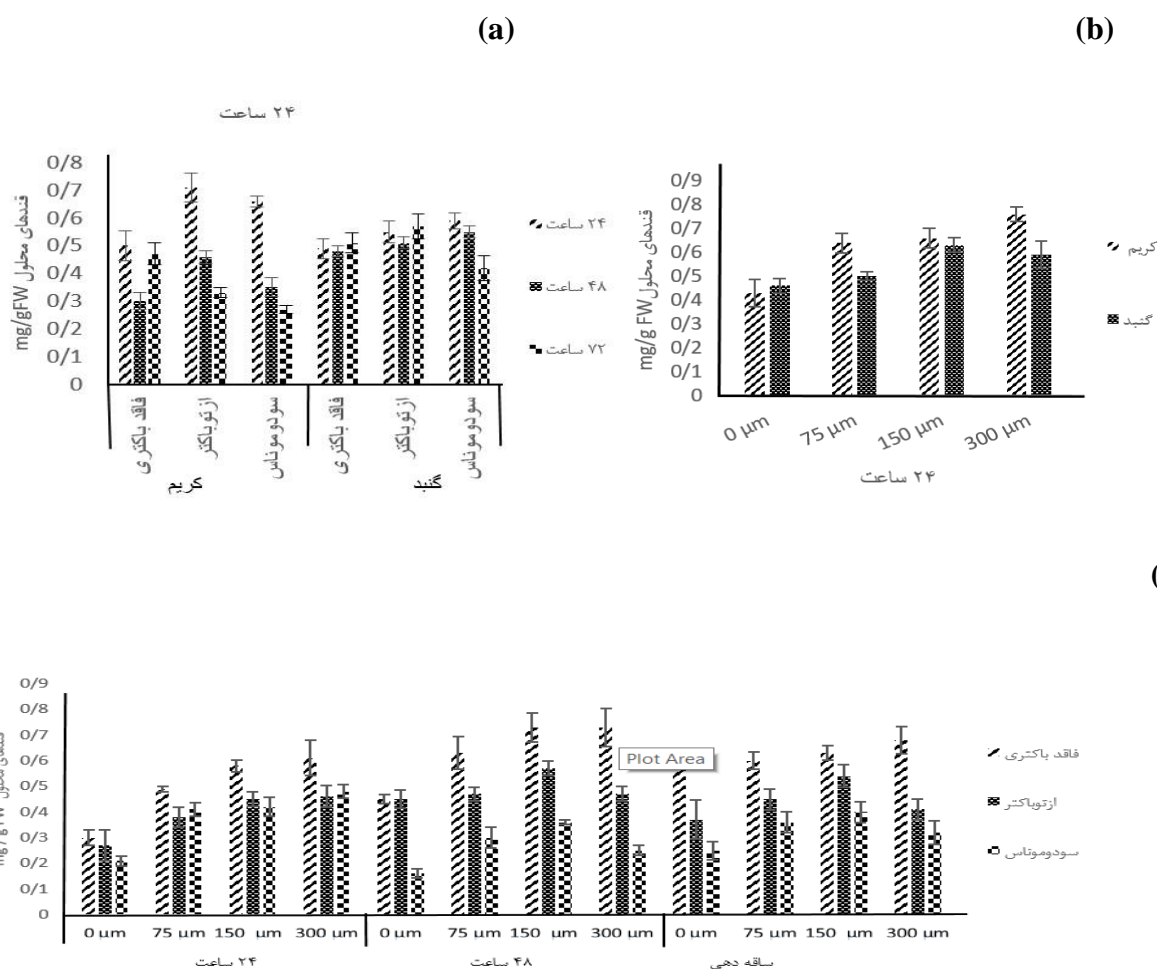 (a)
۲۴ ساعت
قندهای محلول mg/gFW
0/8
0/7
0/6
0/5
0/4
0/3
0/2
0/1
0
فاقد باکتری
ازتوباکتر
سودوموناس
فاقد باکتری
ازتوباکتر
سودوموناس
کریم
گنبد
۲۴ ساعت
۴۸ ساعت
۷۲ ساعت
(b)
قندهای محلول mg/g FW
0/9
0/8
0/7
0/6
0/5
0/4
0/3
0/2
0/1
0
0 µm
75 µm
150 µm
300 µm
۲۴ ساعت
کریم
گنبد
(
قندهای محلول mg/g FW
0/9
0/8
0/7
0/6
0/5
0/4
0/3
0/2
0/1
0
Plot Area
0 µm 75 µm 150 µm 300 µm 0 µm 75 µm 150 µm 300 µm 0 µm 75 µm 150 µm 300 µm
۲۴ ساعت
۴۸ ساعت
ساقه دهی
فاقد باکتری
ازتوباکتر
سودوموناس